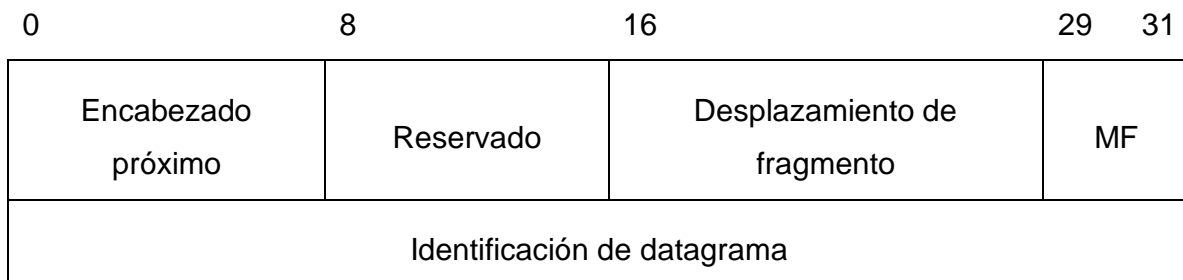 0 8 16 29 31
Encabezado
próximo
Reservado
Desplazamiento de
fragmento
MF
Identificación de datagrama